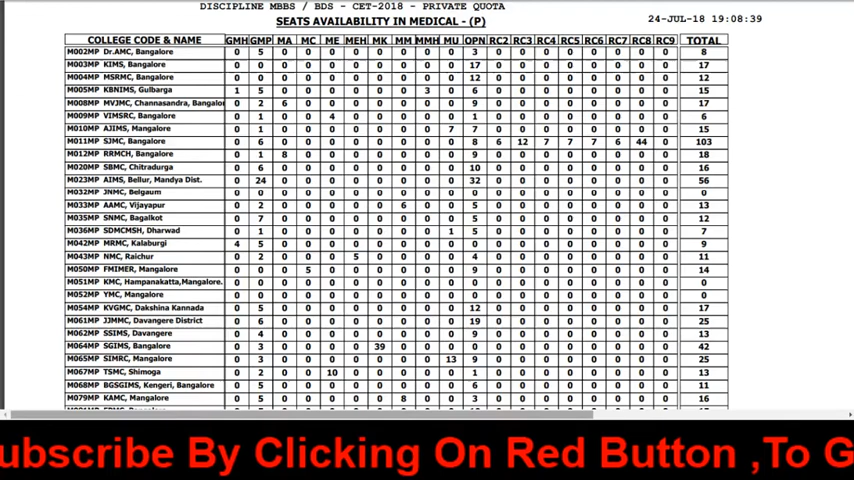 DISCIPLINE MBBS / BDS - CET-2018 - PRIVATE QUOTA
SEATS AVAILABILITY IN MEDICAL - (P)
24-JUL-18 19:08:39
COLLEGE CODE & NAME GMH GMP MA MC ME MEH MK MM MMH MU OPN RC2 RC3 RC4 RC5 RC6 RC7 RC8 RC9 TOTAL
M002MP Dr.AMC, Bangalore 0 5 0 0 0 0 0 0 0 0 3 0 0 0 0 0 0 0 0 8
M003MP KIMS, Bangalore 0 0 0 0 0 0 0 0 0 0 17 0 0 0 0 0 0 0 0 17
M004MP MSRMC, Bangalore 0 0 0 0 0 0 0 0 0 0 12 0 0 0 0 0 0 0 0 12
M005MP KBNIMS, Gulbarga 1 5 0 0 0 0 0 0 3 0 6 0 0 0 0 0 0 0 0 15
M008MP MVJMC, Channasandra, Bangalor 0 2 6 0 0 0 0 0 0 0 9 0 0 0 0 0 0 0 0 17
M009MP VIMSRC, Bangalore 0 1 0 0 4 0 0 0 0 0 1 0 0 0 0 0 0 0 0 6
M010MP AJIMS, Mangalore 0 1 0 0 0 0 0 0 0 7 7 0 0 0 0 0 0 0 0 15
M011MP SJMC, Bangalore 0 6 0 0 0 0 0 0 0 0 8 6 12 7 7 7 6 44 0 103
M012MP RRMCH, Bangalore 0 1 8 0 0 0 0 0 0 0 9 0 0 0 0 0 0 0 0 18
M020MP SBMC, Chitradurga 0 6 0 0 0 0 0 0 0 0 10 0 0 0 0 0 0 0 0 16
M023MP AIMS, Bellur, Mandya Dist. 0 24 0 0 0 0 0 0 0 0 32 0 0 0 0 0 0 0 0 56
M032MP JNMC, Belgaum 0 0 0 0 0 0 0 0 0 0 0 0 0 0 0 0 0 0 0 0
M033MP AAMC, Vijayapur 0 2 0 0 0 0 0 6 0 0 5 0 0 0 0 0 0 0 0 13
M035MP SNMC, Bagalkot 0 7 0 0 0 0 0 0 0 0 5 0 0 0 0 0 0 0 0 12
M036MP SDMCMSH, Dharwad 0 1 0 0 0 0 0 0 0 1 5 0 0 0 0 0 0 0 0 7
M042MP MRMC, Kalaburgi 4 5 0 0 0 0 0 0 0 0 0 0 0 0 0 0 0 0 0 9
M043MP NMC, Raichur 0 2 0 0 0 5 0 0 0 0 4 0 0 0 0 0 0 0 0 11
M050MP FMIMER, Mangalore 0 0 0 5 0 0 0 0 0 0 9 0 0 0 0 0 0 0 0 14
M051MP KMC, Hampanakatta,Mangalore. 0 0 0 0 0 0 0 0 0 0 0 0 0 0 0 0 0 0 0 0
M052MP YMC, Mangalore 0 0 0 0 0 0 0 0 0 0 0 0 0 0 0 0 0 0 0 0
M054MP KVGMC, Dakshina Kannada 0 5 0 0 0 0 0 0 0 0 12 0 0 0 0 0 0 0 0 17
M061MP JJMMC, Davangere District 0 6 0 0 0 0 0 0 0 0 19 0 0 0 0 0 0 0 0 25
M062MP SSIMS, Davangere 0 4 0 0 0 0 0 0 0 0 9 0 0 0 0 0 0 0 0 13
M064MP SGIMS, Bangalore 0 3 0 0 0 0 39 0 0 0 0 0 0 0 0 0 0 0 0 42
M065MP SIMRC, Mangalore 0 3 0 0 0 0 0 0 0 13 9 0 0 0 0 0 0 0 0 25
M067MP TSMC, Shimoga 0 2 0 0 10 0 0 0 0 0 1 0 0 0 0 0 0 0 0 13
M068MP BGSGIMS, Kengeri, Bangalore 0 5 0 0 0 0 0 0 0 0 6 0 0 0 0 0 0 0 0 11
M079MP KAMC, Mangalore 0 5 0 0 0 0 0 8 0 0 3 0 0 0 0 0 0 0 0 16
ubscribe By Clicking On Red Button ,To G